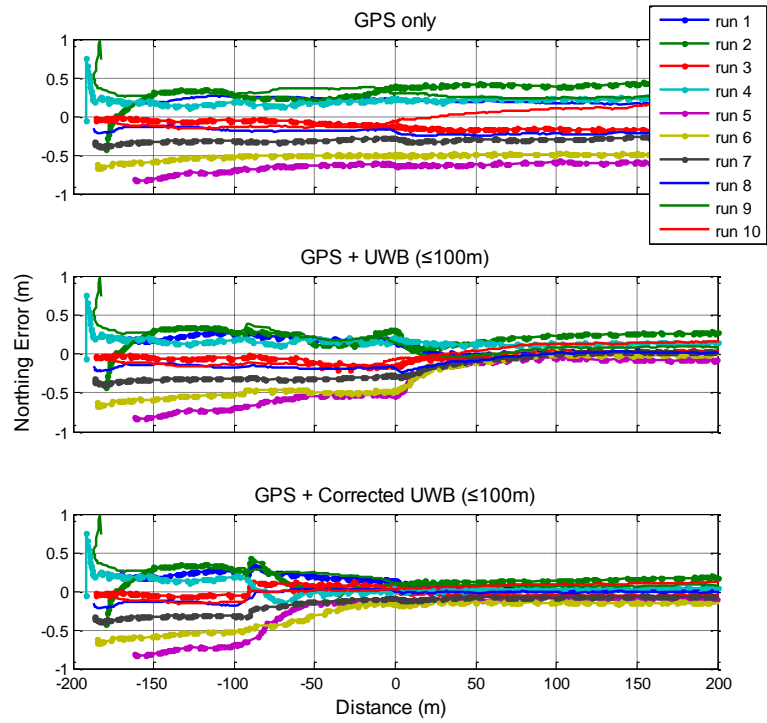 GPS only
1
0.5
0
-0.5
-1
run 1
run 2
run 3
run 4
run 5
run 6
run 7
run 8
run 9
run 10
GPS + UWB (≤100m)
1
0.5
0
-0.5
-1
Northing Error (m)
GPS + Corrected UWB (≤100m)
1
0.5
0
-0.5
-1
-200 -150 -100 -50 0 50 100 150 200
Distance (m)